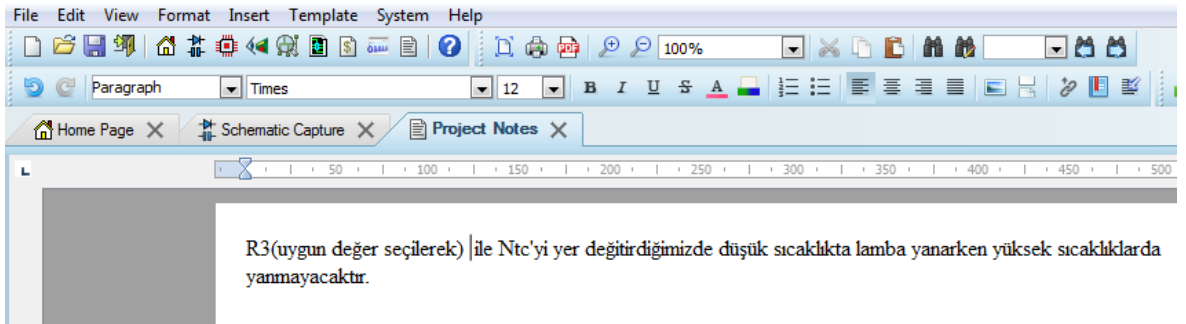 File Edit View Format Insert Template System Help
100%
Paragraph Times 12 B I U S A
Home Page Schematic Capture Project Notes
50 100 150 200 250 300 350 400 450 500
R3(uygun değer seçilerek) ile Ntc'yi yer değitirdiğimizde düşük sıcaklıkta lamba yanarken yüksek sıcaklıklarda
yanmayacaktır.